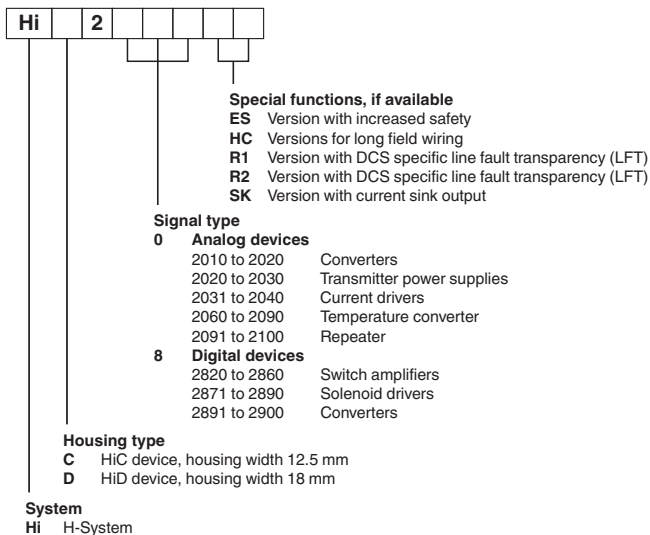 Hi 2
Special functions, if available
ES Version with increased safety
HC Versions for long field wiring
R1 Version with DCS specific line fault transparency (LFT)
R2 Version with DCS specific line fault transparency (LFT)
SK Version with current sink output
Signal type
0 Analog devices
2010 to 2020 Converters
2020 to 2030 Transmitter power supplies
2031 to 2040 Current drivers
2060 to 2090 Temperature converter
2091 to 2100 Repeater
8 Digital devices
2820 to 2860 Switch amplifiers
2871 to 2890 Solenoid drivers
2891 to 2900 Converters
Housing type
C HiC device, housing width 12.5 mm
D HiD device, housing width 18 mm
System
Hi H-System